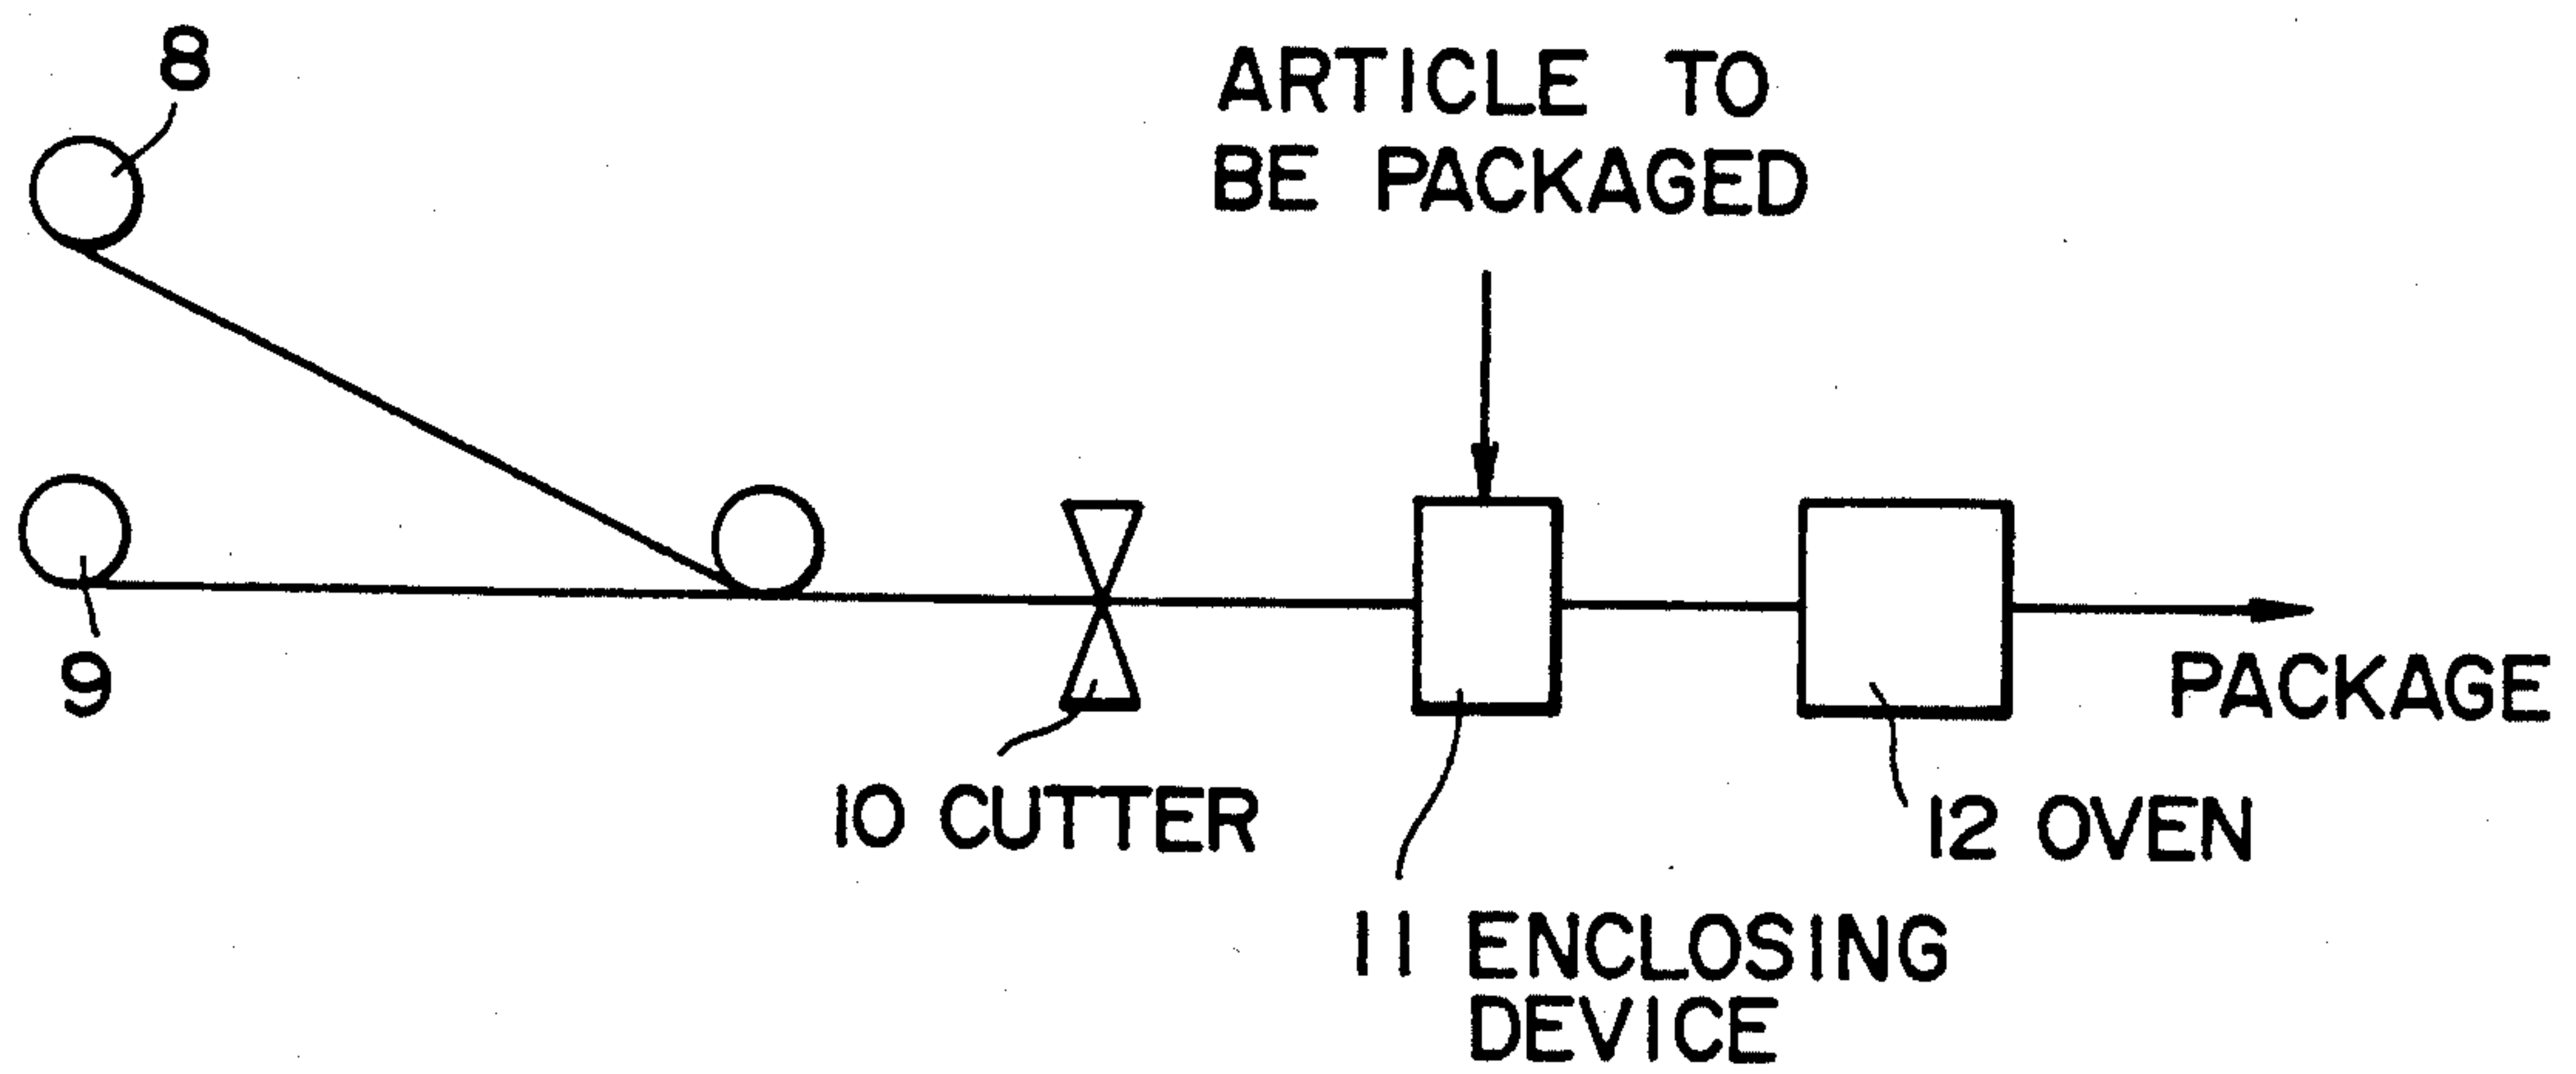 8
ARTICLE TO
BE PACKAGED
9
PACKAGE
10 CUTTER
12 OVEN
11 ENCLOSING
DEVICE